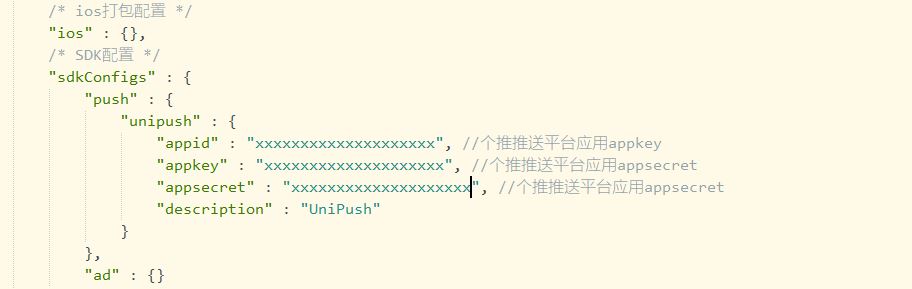 /* ios打包配置 */
"ios" : {},
/* SDK配置 */
"sdkConfigs" : {
"push" : {
"unipush" : {
"appid" : "xxxxxxxxxxxxxxxxxxxx", //个推推送平台应用appkey
"appkey" : "xxxxxxxxxxxxxxxxxxxx", //个推推送平台应用appsecret
"appsecret" : "xxxxxxxxxxxxxxxxxxxx", //个推推送平台应用appsecret
"description" : "UniPush"
}
},
"ad" : {}